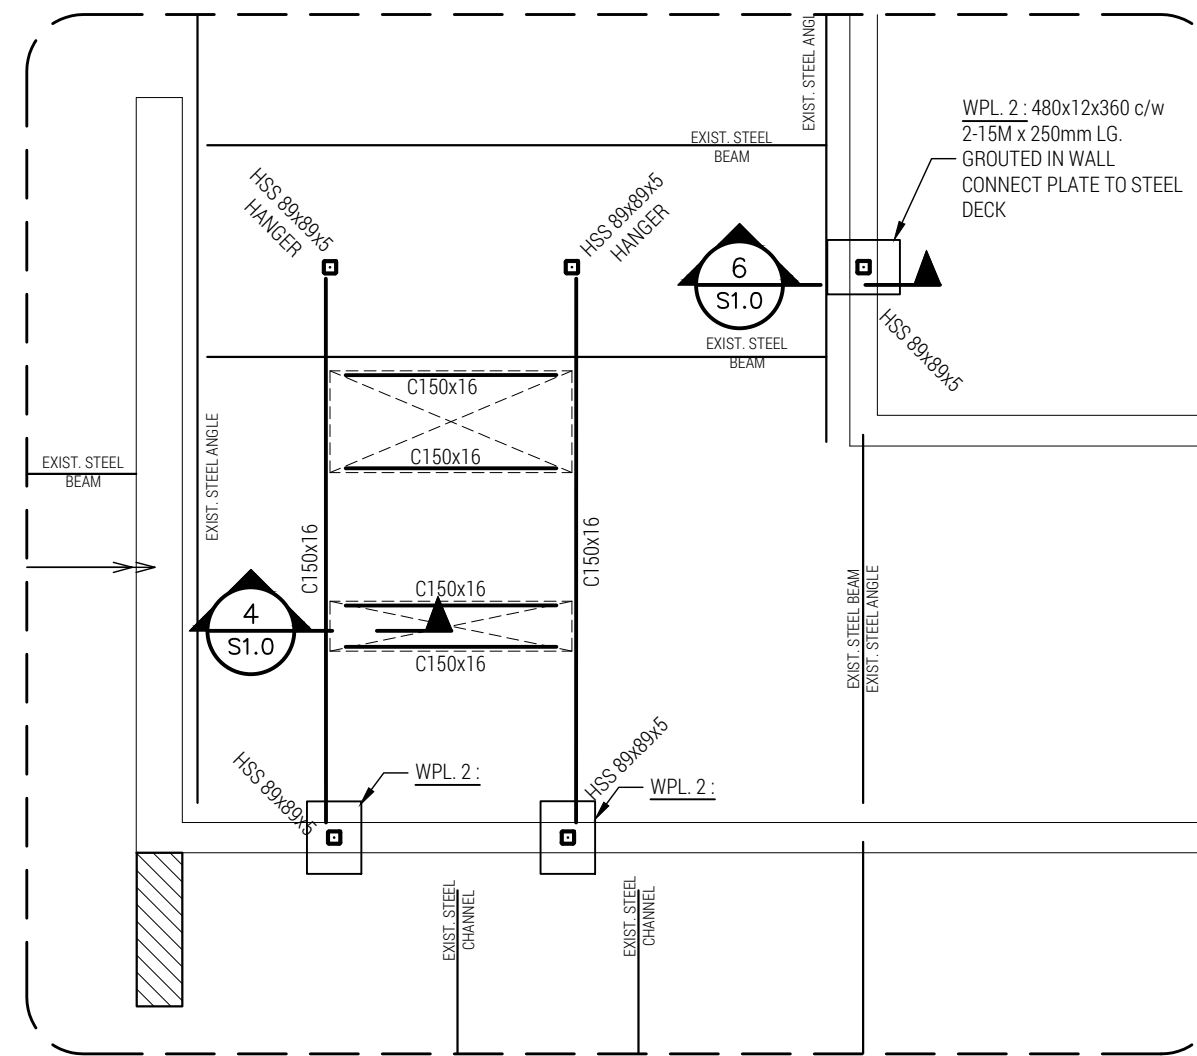 EXIST. STEEL ANGL
WPL. 2 : 480x12x360 c/w
2-15M x 250mm LG.
GROUTED IN WALL
CONNECT PLATE TO STEEL
DECK
EXIST. STEEL
BEAM
HSS 89x89x5
HANGER
HSS 89x89x5
HANGER
6
S1.0
HSS 89x89x5
EXIST. STEEL
BEAM
C150x16
C150x16
EXIST. STEEL ANGLE
EXIST. STEEL
BEAM
C150x16
C150x16
C150x16
4
S1.0
C150x16
EXIST. STEEL BEAM
EXIST. STEEL ANGLE
HSS 89x89x5
WPL. 2 :
HSS 89x89x5
WPL. 2 :
EXIST. STEEL
CHANNEL
EXIST. STEEL
CHANNEL